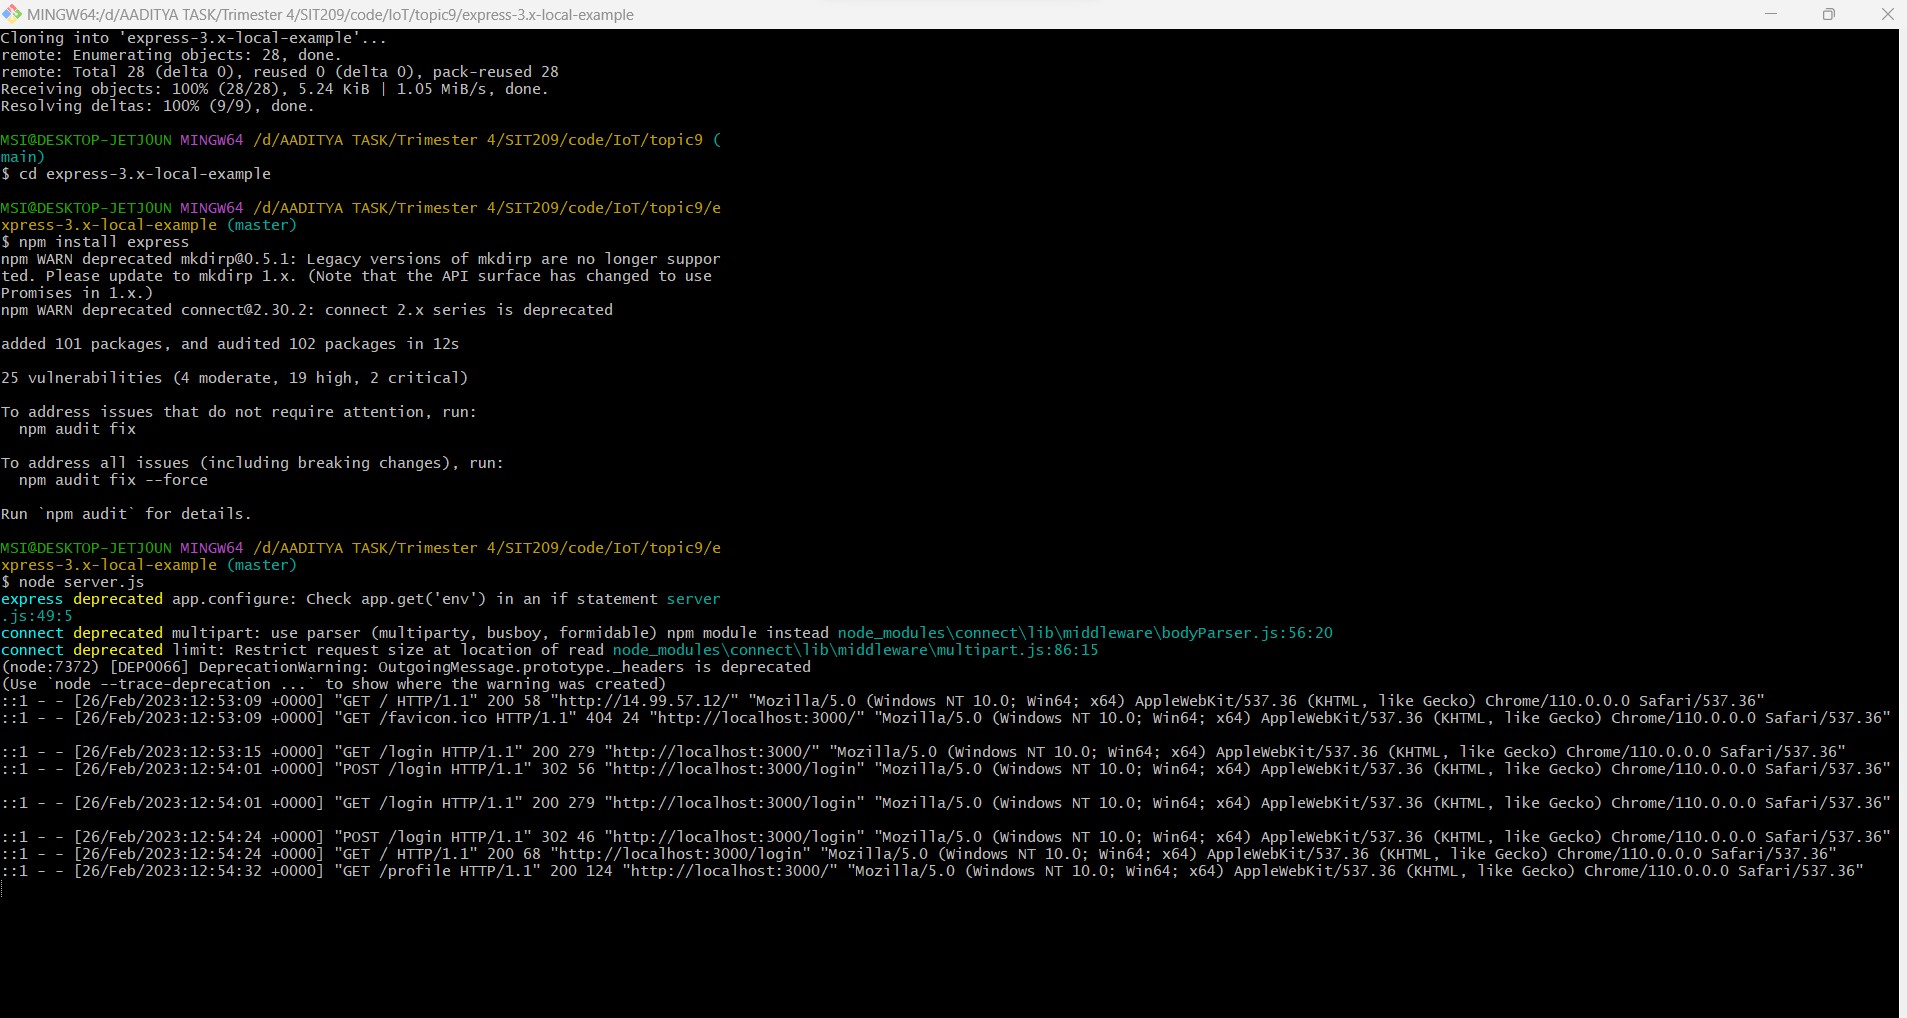 MINGW64:/d/AADITYA TASK/Trimester 4/SIT209/code/IoT/topic9/express-3.x-local-example
Cloning into 'express-3.x-local-example'...
remote: Enumerating objects: 28, done.
remote: Total 28 (delta 0), reused 0 (delta 0), pack-reused 28
Receiving objects: 100% (28/28), 5.24 KiB | 1.05 MiB/s, done.
Resolving deltas: 100% (9/9), done.
MSI@DESKTOP-JETJOUN MINGW64 /d/AADITYA TASK/Trimester 4/SIT209/code/IoT/topic9 (
main)
$ cd express-3.x-local-example
MSI@DESKTOP-JETJOUN MINGW64 /d/AADITYA TASK/Trimester 4/SIT209/code/IoT/topic9/e
xpress-3.x-local-example (master)
$ npm install express
npm WARN deprecated mkdirp@0.5.1: Legacy versions of mkdirp are no longer suppor
ted. Please update to mkdirp 1.x. (Note that the API surface has changed to use
Promises in 1.x.)
npm WARN deprecated connect@2.30.2: connect 2.x series is deprecated
added 101 packages, and audited 102 packages in 12s
25 vulnerabilities (4 moderate, 19 high, 2 critical)
To address issues that do not require attention, run:
  npm audit fix
To address all issues (including breaking changes), run:
  npm audit fix --force
Run `npm audit` for details.
MSI@DESKTOP-JETJOUN MINGW64 /d/AADITYA TASK/Trimester 4/SIT209/code/IoT/topic9/e
xpress-3.x-local-example (master)
$ node server.js
express deprecated app.configure: Check app.get('env') in an if statement server
.js:49:5
connect deprecated multipart: use parser (multiparty, busboy, formidable) npm module instead node_modules\connect\lib\middleware\bodyParser.js:56:20
connect deprecated limit: Restrict request size at location of read node_modules\connect\lib\middleware\multipart.js:86:15
(node:7372) [DEP0066] DeprecationWarning: OutgoingMessage.prototype._headers is deprecated
(Use `node --trace-deprecation ...` to show where the warning was created)
::1 - - [26/Feb/2023:12:53:09 +0000] "GET / HTTP/1.1" 200 58 "http://14.99.57.12/" "Mozilla/5.0 (Windows NT 10.0; Win64; x64) AppleWebKit/537.36 (KHTML, like Gecko) Chrome/110.0.0.0 Safari/537.36"
::1 - - [26/Feb/2023:12:53:09 +0000] "GET /favicon.ico HTTP/1.1" 404 24 "http://localhost:3000/" "Mozilla/5.0 (Windows NT 10.0; Win64; x64) AppleWebKit/537.36 (KHTML, like Gecko) Chrome/110.0.0.0 Safari/537.36"
::1 - - [26/Feb/2023:12:53:15 +0000] "GET /login HTTP/1.1" 200 279 "http://localhost:3000/" "Mozilla/5.0 (Windows NT 10.0; Win64; x64) AppleWebKit/537.36 (KHTML, like Gecko) Chrome/110.0.0.0 Safari/537.36"
::1 - - [26/Feb/2023:12:54:01 +0000] "POST /login HTTP/1.1" 302 56 "http://localhost:3000/login" "Mozilla/5.0 (Windows NT 10.0; Win64; x64) AppleWebKit/537.36 (KHTML, like Gecko) Chrome/110.0.0.0 Safari/537.36"
::1 - - [26/Feb/2023:12:54:01 +0000] "GET /login HTTP/1.1" 200 279 "http://localhost:3000/login" "Mozilla/5.0 (Windows NT 10.0; Win64; x64) AppleWebKit/537.36 (KHTML, like Gecko) Chrome/110.0.0.0 Safari/537.36"
::1 - - [26/Feb/2023:12:54:24 +0000] "POST /login HTTP/1.1" 302 46 "http://localhost:3000/login" "Mozilla/5.0 (Windows NT 10.0; Win64; x64) AppleWebKit/537.36 (KHTML, like Gecko) Chrome/110.0.0.0 Safari/537.36"
::1 - - [26/Feb/2023:12:54:24 +0000] "GET / HTTP/1.1" 200 68 "http://localhost:3000/login" "Mozilla/5.0 (Windows NT 10.0; Win64; x64) AppleWebKit/537.36 (KHTML, like Gecko) Chrome/110.0.0.0 Safari/537.36"
::1 - - [26/Feb/2023:12:54:32 +0000] "GET /profile HTTP/1.1" 200 124 "http://localhost:3000/" "Mozilla/5.0 (Windows NT 10.0; Win64; x64) AppleWebKit/537.36 (KHTML, like Gecko) Chrome/110.0.0.0 Safari/537.36"